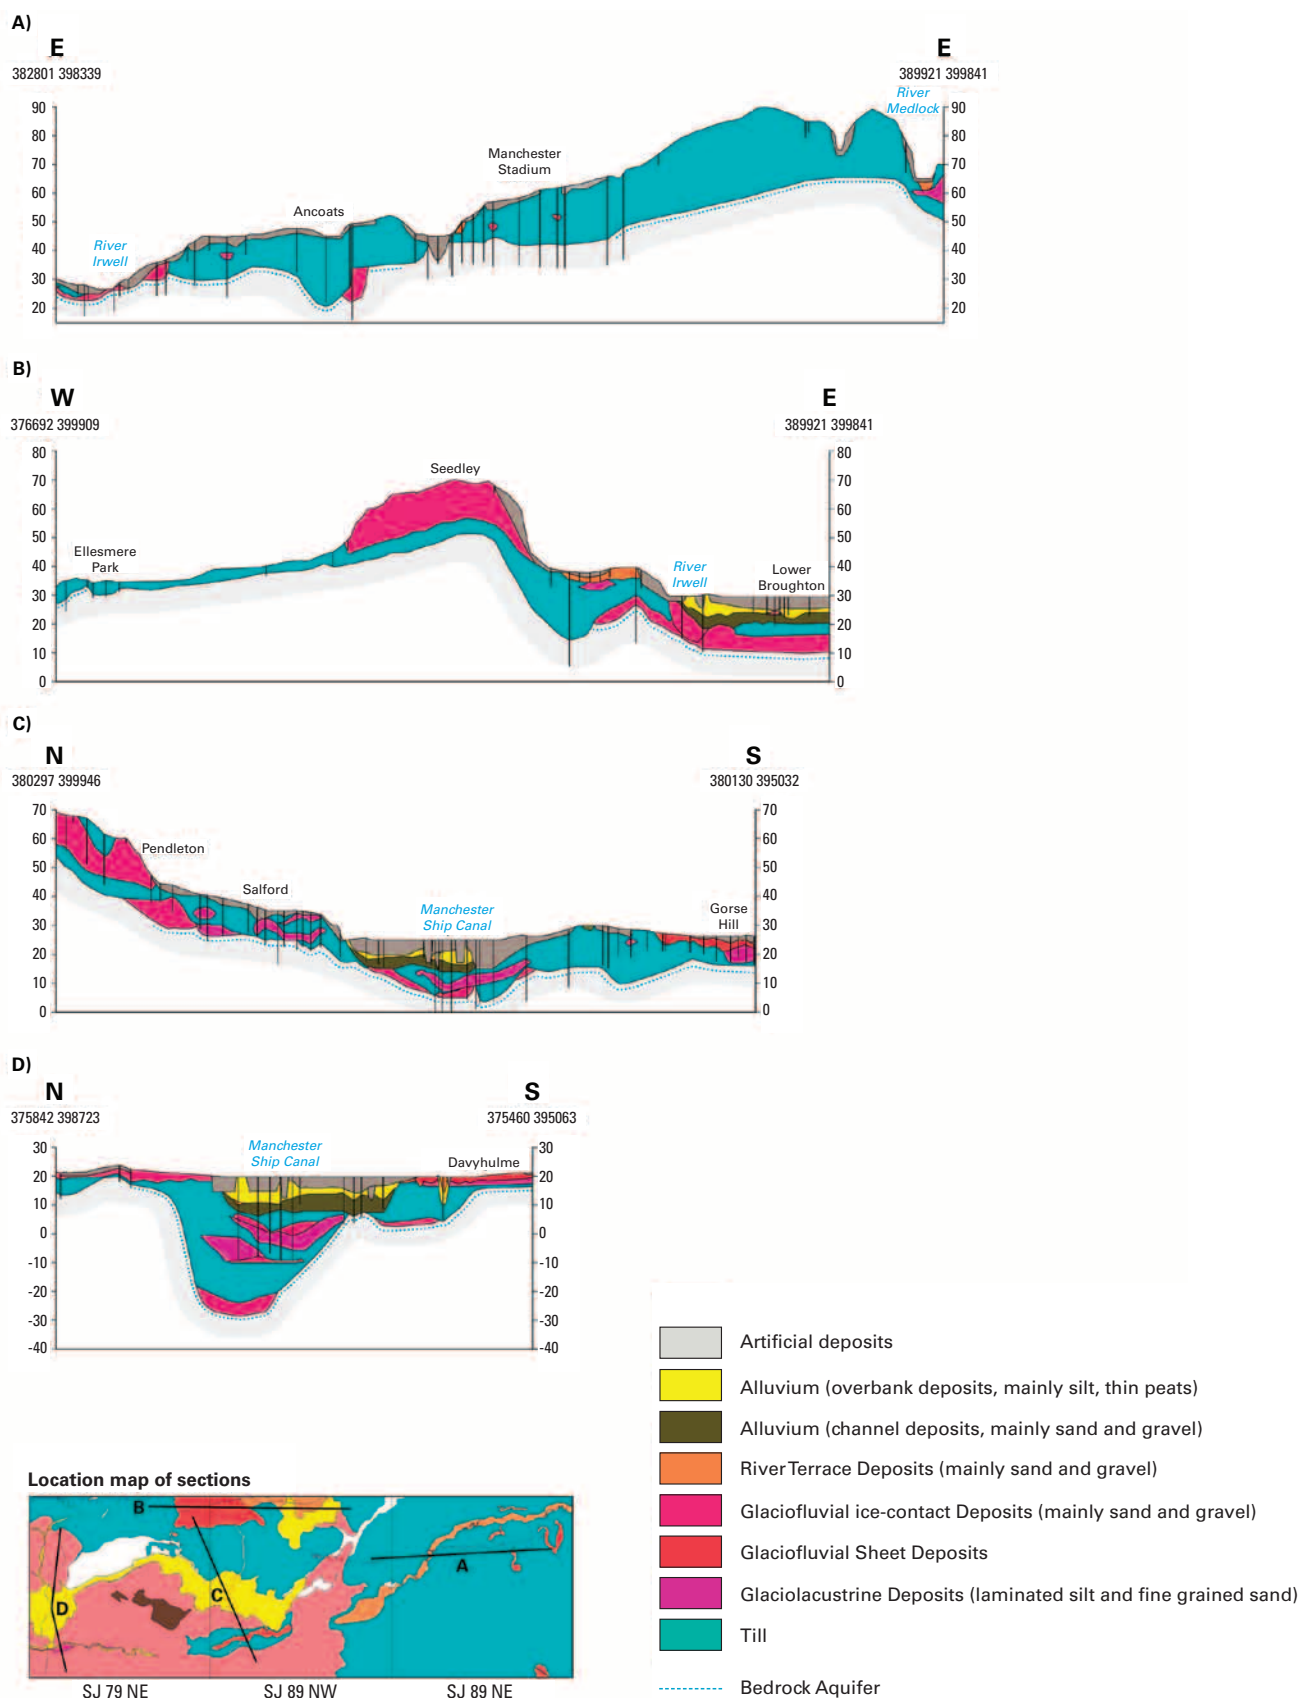 A)
E
E
382801 398339
389921 399841
River
Medlock
90
90
80
80
Manchester
Stadium
70
70
60
60
Ancoats
50
50
River
Irwell
40
40
30
30
20
20
B)
W
E
376692 399909
389921 399841
80
80
Seedley
70
70
60
60
50
50
Ellesmere
Park
40
40
River
Irwell
Lower
Broughton
30
30
20
20
10
10
0
0
C)
N
S
380297 399946
380130 395032
70
70
60
60
Pendleton
50
50
Salford
40
40
Manchester
Ship Canal
Gorse
Hill
30
30
20
20
10
10
0
0
D)
N
S
375842 398723
375460 395063
Manchester
Ship Canal
30
30
Davyhulme
20
20
10
10
0
0
-10
-10
-20
-20
-30
-30
-40
-40
Artificial deposits
Alluvium (overbank deposits, mainly silt, thin peats)
Alluvium (channel deposits, mainly sand and gravel)
River Terrace Deposits (mainly sand and gravel)
Glaciofluvial ice-contact Deposits (mainly sand and gravel)
Glaciofluvial Sheet Deposits
Glaciolacustrine Deposits (laminated silt and fine grained sand)
Till
Bedrock Aquifer
Location map of sections
B
A
C
D
SJ 79 NE
SJ 89 NW
SJ 89 NE